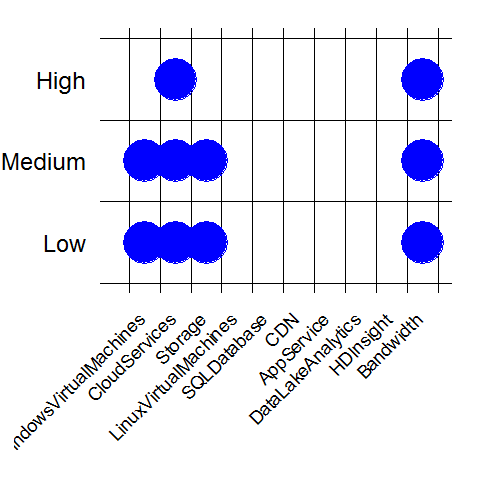 High
Medium
Low
ndowsVirtualMachines
CloudServices
Storage
LinuxVirtualMachines
SQLDatabase
CDN
AppService
DataLakeAnalytics
HDInsight
Bandwidth